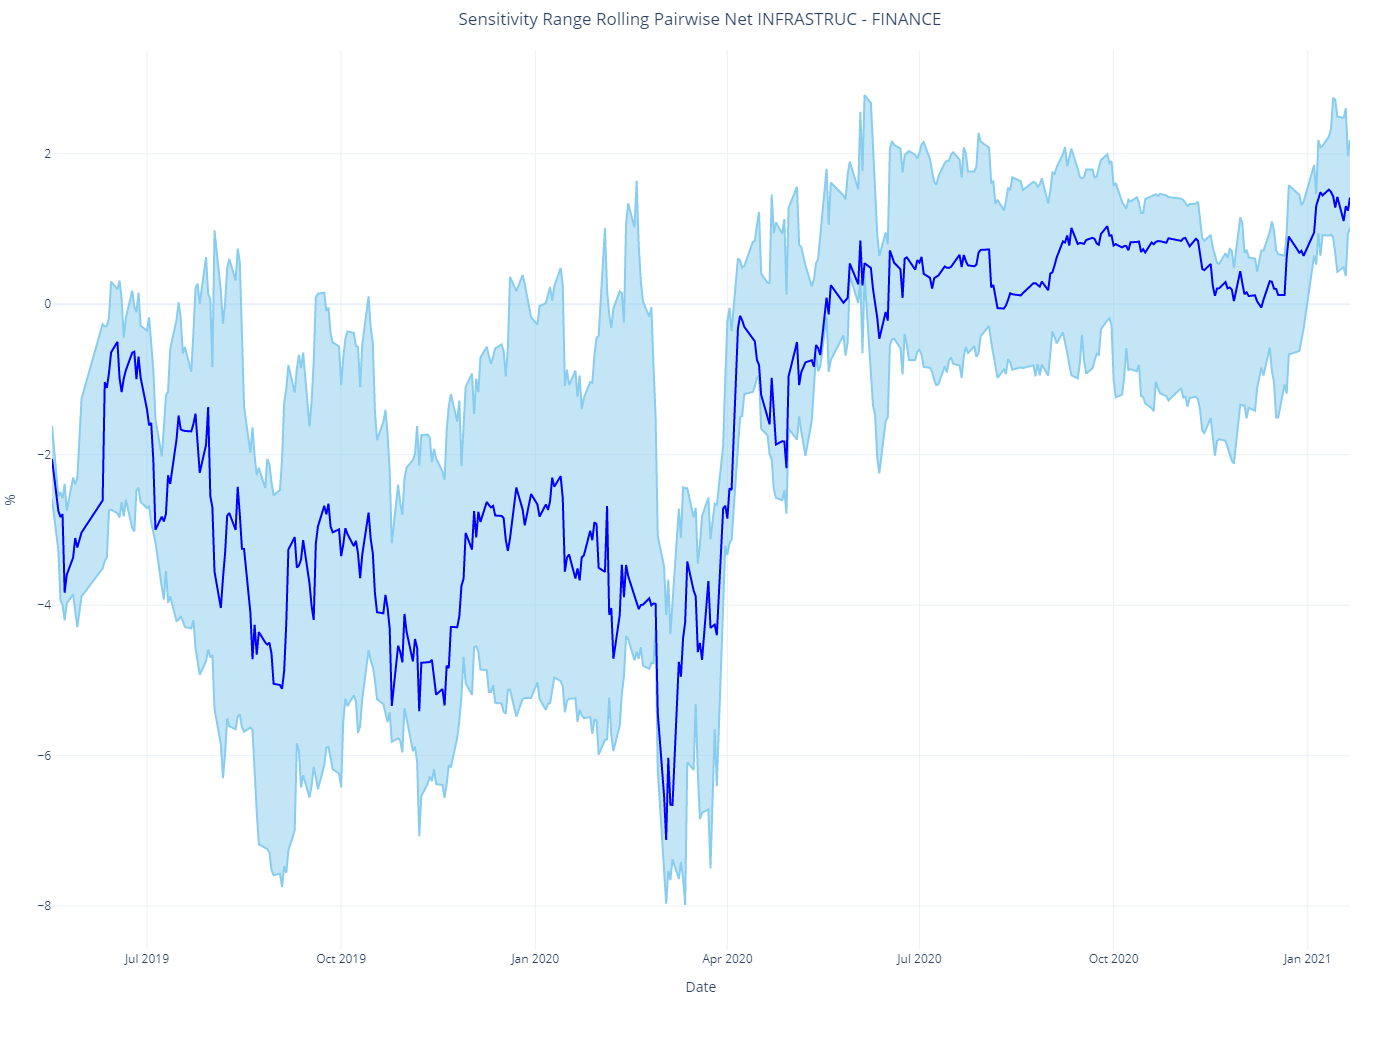 Sensitivity Range Rolling Pairwise Net INFRASTRUC - FINANCE
2
0
−2
−4
−6
−8
%
Jul 2019
Oct 2019
Jan 2020
Apr 2020
Jul 2020
Oct 2020
Jan 2021
Date